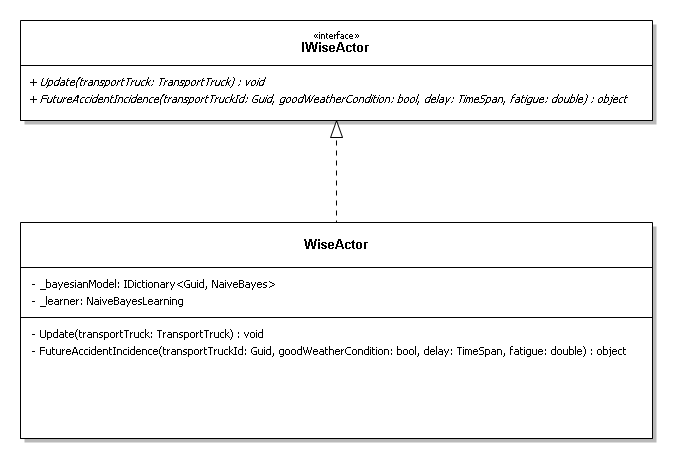 «interface»
IWiseActor
+ Update(transportTruck: TransportTruck) : void
+ FutureAccidentIncidence(transportTruckId: Guid, goodWeatherCondition: bool, delay: TimeSpan, fatigue: double) : object
WiseActor
- _bayesianModel: IDictionary<Guid, NaiveBayes>
- _learner: NaiveBayesLearning
- Update(transportTruck: TransportTruck) : void
- FutureAccidentIncidence(transportTruckId: Guid, goodWeatherCondition: bool, delay: TimeSpan, fatigue: double) : object